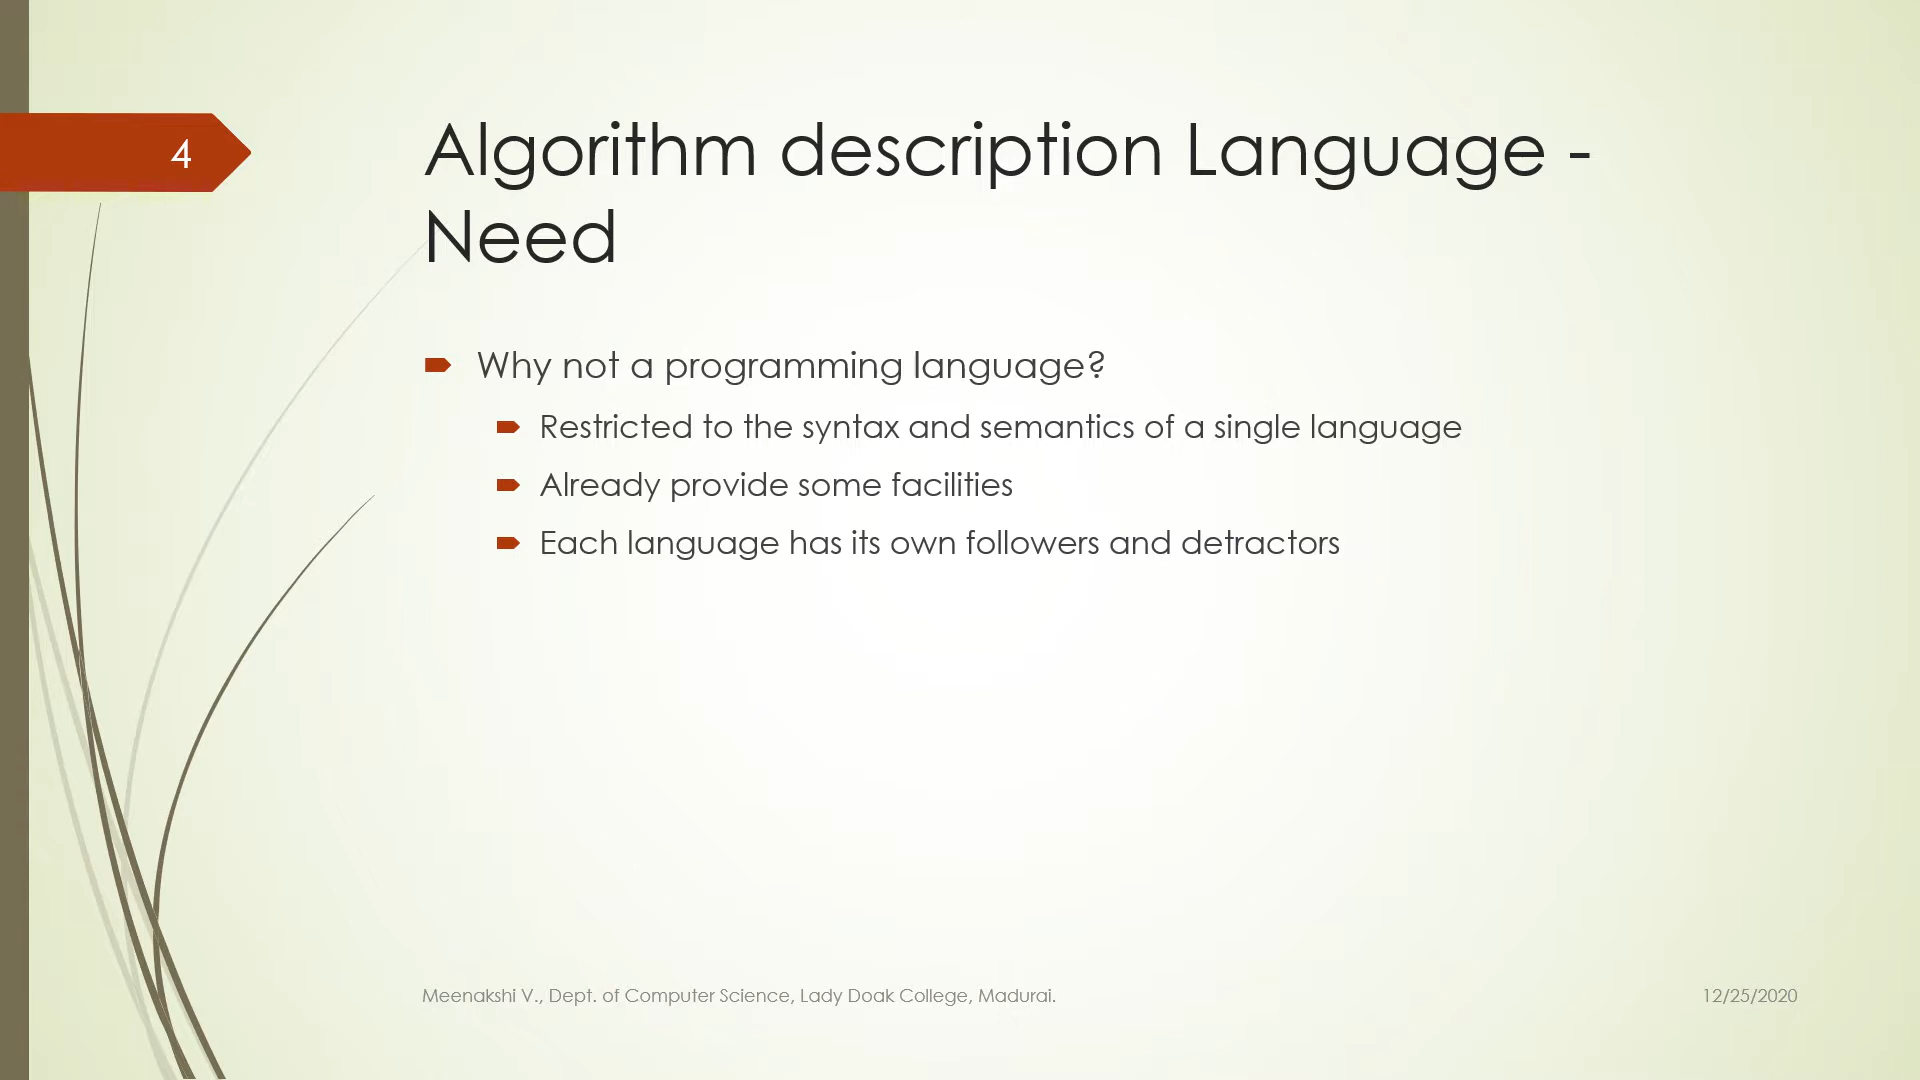 4
Algorithm description Language -
Need
Why not a programming language?
Restricted to the syntax and semantics of a single language
Already provide some facilities
Each language has its own followers and detractors
Meenakshi V., Dept. of Computer Science, Lady Doak College, Madurai.
12/25/2020